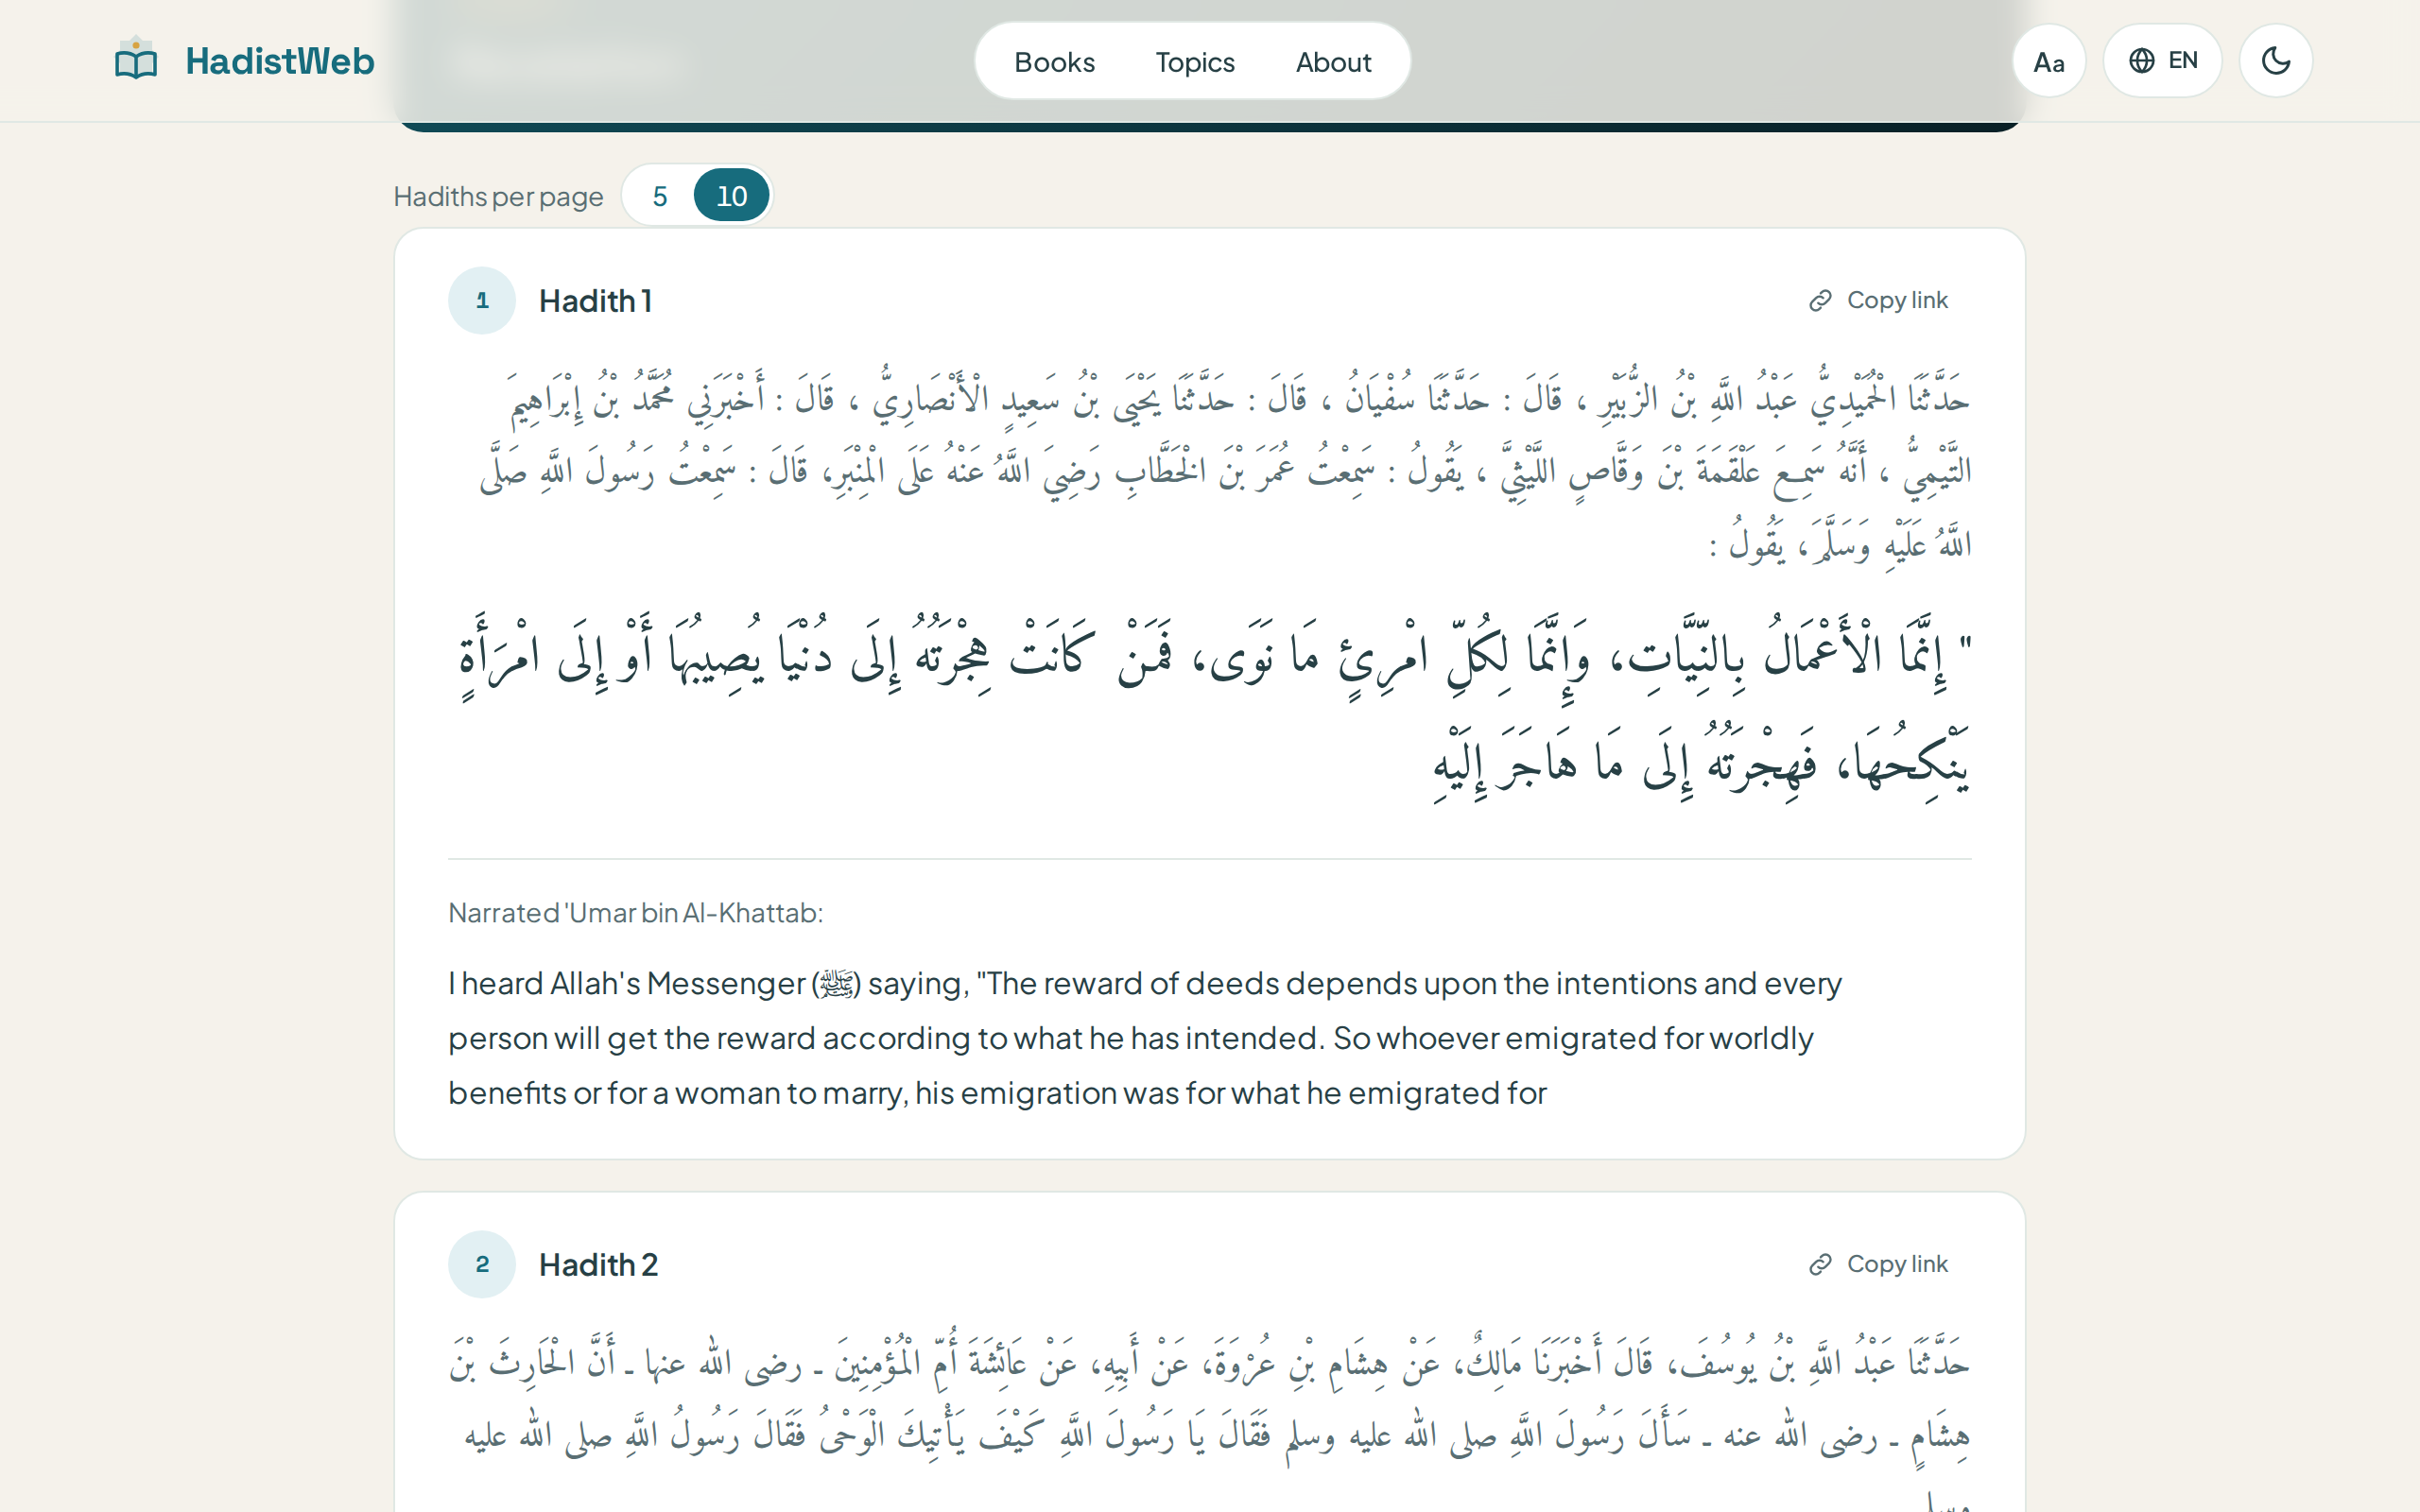 HadistWeb
Books Topics About
Aa EN
Hadiths per page 5 10
1 Hadith 1 Copy link
حَدَّثَنَا الْحُمَيْدِيُّ عَبْدُ اللَّهِ بْنُ الزُّبَيْرِ ، قَالَ : حَدَّثَنَا سُفْيَانُ ، قَالَ : حَدَّثَنَا يَحْيَى بْنُ سَعِيدٍ الْأَنْصَارِيُّ ، قَالَ : أَخْبَرَنِي مُحَمَّدُ بْنُ إِبْرَاهِيمَ
التَّيْمِيُّ ، أَنَّهُ سَمِعَ عَلْقَمَةَ بْنَ وَقَّاصٍ اللَّيْثِيَّ ، يَقُولُ : سَمِعْتُ عُمَرَ بْنَ الْخَطَّابِ رَضِيَ اللَّهُ عَنْهُ عَلَى الْمِنْبَرِ، قَالَ : سَمِعْتُ رَسُولَ اللَّهِ صَلَّى
اللَّهُ عَلَيْهِ وَسَلَّمَ، يَقُولُ :
" إِنَّمَا الْأَعْمَالُ بِالنِّيَّاتِ، وَإِنَّمَا لِكُلِّ امْرِئٍ مَا نَوَى، فَمَنْ كَانَتْ هِجْرَتُهُ إِلَى دُنْيَا يُصِيبُهَا أَوْ إِلَى امْرَأَةٍ
يَنْكِحُهَا، فَهِجْرَتُهُ إِلَى مَا هَاجَرَ إِلَيْهِ
Narrated 'Umar bin Al-Khattab:
I heard Allah's Messenger (ﷺ) saying, "The reward of deeds depends upon the intentions and every
person will get the reward according to what he has intended. So whoever emigrated for worldly
benefits or for a woman to marry, his emigration was for what he emigrated for
2 Hadith 2 Copy link
حَدَّثَنَا عَبْدُ اللَّهِ بْنُ يُوسُفَ، قَالَ أَخْبَرَنَا مَالِكٌ، عَنْ هِشَامِ بْنِ عُرْوَةَ، عَنْ أَبِيهِ، عَنْ عَائِشَةَ أُمِّ الْمُؤْمِنِينَ ـ رضى الله عنها ـ أَنَّ الْحَارِثَ بْنَ
هِشَامٍ ـ رضى الله عنه ـ سَأَلَ رَسُولَ اللَّهِ صلى الله عليه وسلم فَقَالَ يَا رَسُولَ اللَّهِ كَيْفَ يَأْتِيكَ الْوَحْىُ فَقَالَ رَسُولُ اللَّهِ صلى الله عليه